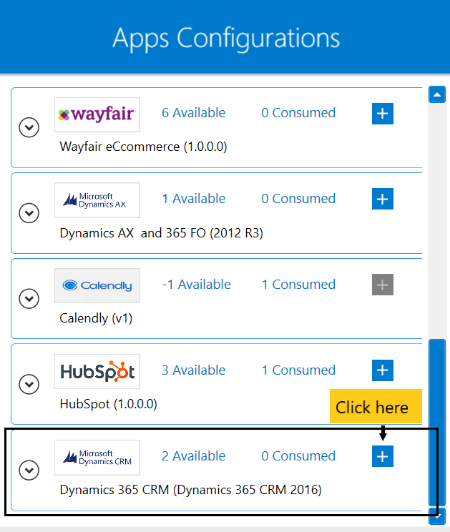 Apps Configurations
wayfair
6 Available 0 Consumed
Wayfair eCcommerce (1.0.0.0)
Microsoft
Dynamics AX
1 Available 0 Consumed
Dynamics AX and 365 FO (2012 R3)
Calendly
-1 Available 1 Consumed
Calendly (v1)
HubSpot
3 Available 1 Consumed
HubSpot (1.0.0.0)
Click here
Microsoft
Dynamics CRM
2 Available 0 Consumed
Dynamics 365 CRM (Dynamics 365 CRM 2016)